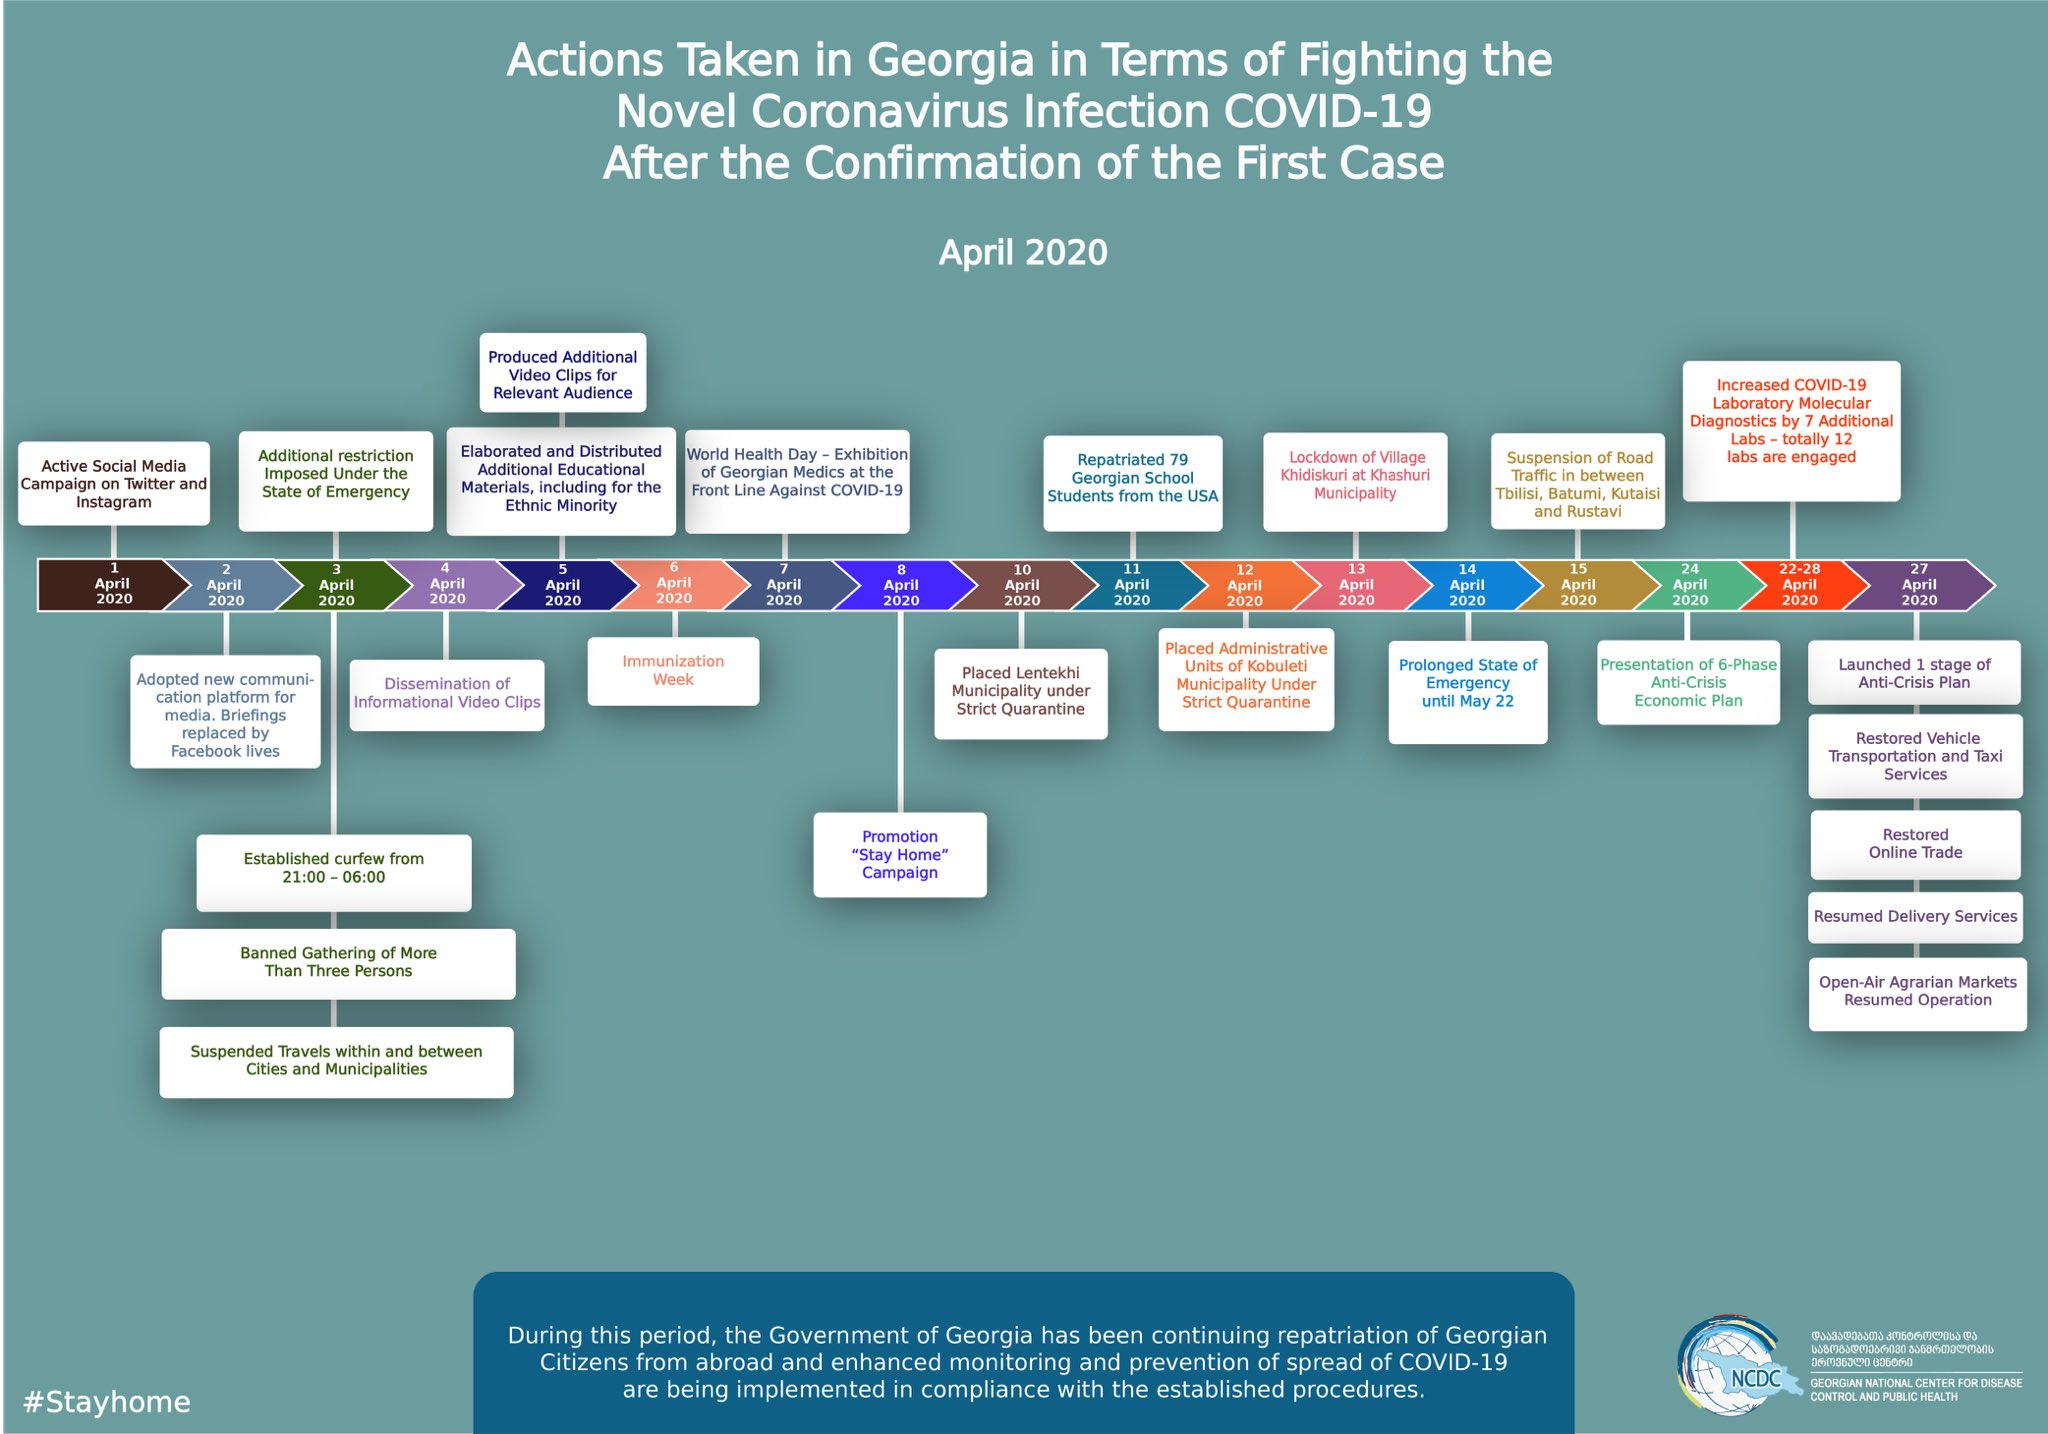 Actions Taken in Georgia in Terms of Fighting the
Novel Coronavirus Infection COVID-19
After the Confirmation of the First Case
April 2020
Active Social Media
Campaign on Twitter and
Instagram
Additional restriction
Imposed Under the
State of Emergency
Produced Additional
Video Clips for
Relevant Audience
Elaborated and Distributed
Additional Educational
Materials, including for the
Ethnic Minority
World Health Day – Exhibition
of Georgian Medics at the
Front Line Against COVID-19
Repatriated 79
Georgian School
Students from the USA
Lockdown of Village
Khidiskuri at Khashuri
Municipality
Suspension of Road
Traffic in between
Tbilisi, Batumi, Kutaisi
and Rustavi
Increased COVID-19
Laboratory Molecular
Diagnostics by 7 Additional
Labs – totally 12
labs are engaged
1
April
2020
2
April
2020
3
April
2020
4
April
2020
5
April
2020
6
April
2020
7
April
2020
8
April
2020
10
April
2020
11
April
2020
12
April
2020
13
April
2020
14
April
2020
15
April
2020
24
April
2020
22-28
April
2020
27
April
2020
Adopted new communi-
cation platform for
media. Briefings
replaced by
Facebook lives
Established curfew from
21:00 – 06:00
Banned Gathering of More
Than Three Persons
Suspended Travels within and between
Cities and Municipalities
Dissemination of
Informational Video Clips
Immunization
Week
Promotion
“Stay Home”
Campaign
Placed Lentekhi
Municipality under
Strict Quarantine
Placed Administrative
Units of Kobuleti
Municipality Under
Strict Quarantine
Prolonged State of
Emergency
until May 22
Presentation of 6-Phase
Anti-Crisis
Economic Plan
Launched 1 stage of
Anti-Crisis Plan
Restored Vehicle
Transportation and Taxi
Services
Restored
Online Trade
Resumed Delivery Services
Open-Air Agrarian Markets
Resumed Operation
During this period, the Government of Georgia has been continuing repatriation of Georgian
Citizens from abroad and enhanced monitoring and prevention of spread of COVID-19
are being implemented in compliance with the established procedures.
#Stayhome
NCDC
დაავადებათა კონტროლისა და
საზოგადოებრივი ჯანმრთელობის
ეროვნული ცენტრი
GEORGIAN NATIONAL CENTER FOR DISEASE
CONTROL AND PUBLIC HEALTH